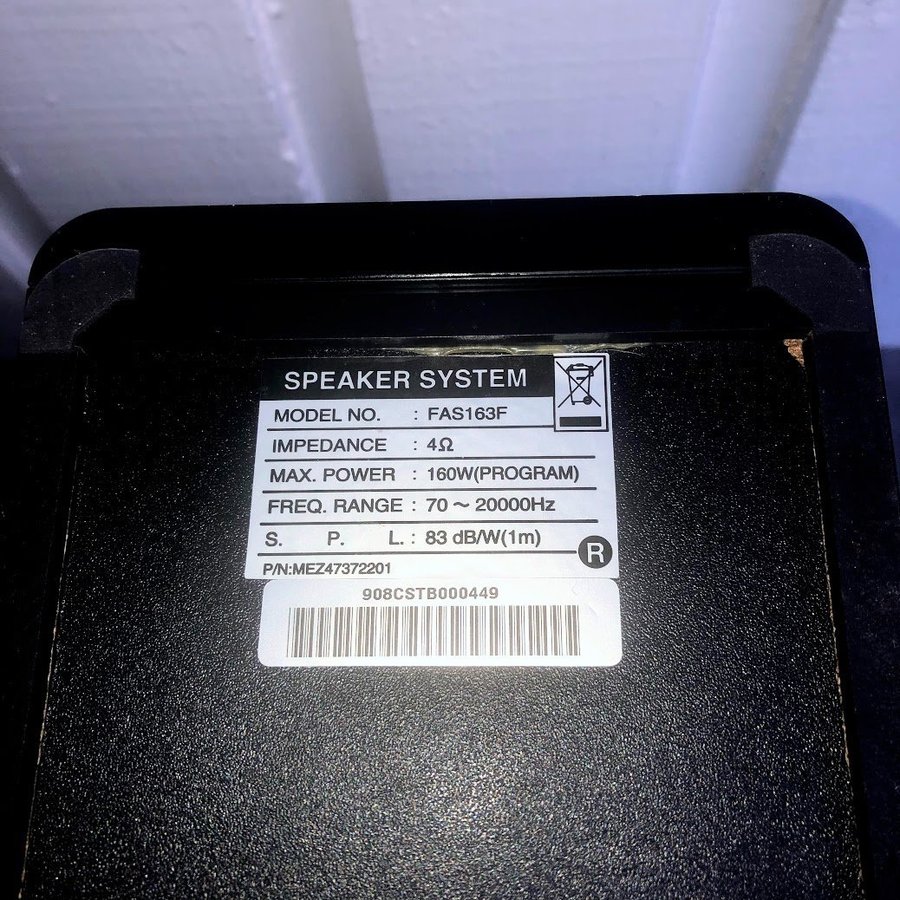 SPEAKER SYSTEM
MODEL NO. : FAS163F
IMPEDANCE : 4Ω
MAX. POWER : 160W(PROGRAM)
FREQ. RANGE : 70 ~ 20000Hz
S. P. L. : 83 dB/W(1m)
R
P/N:MEZ47372201
908CSTB000449